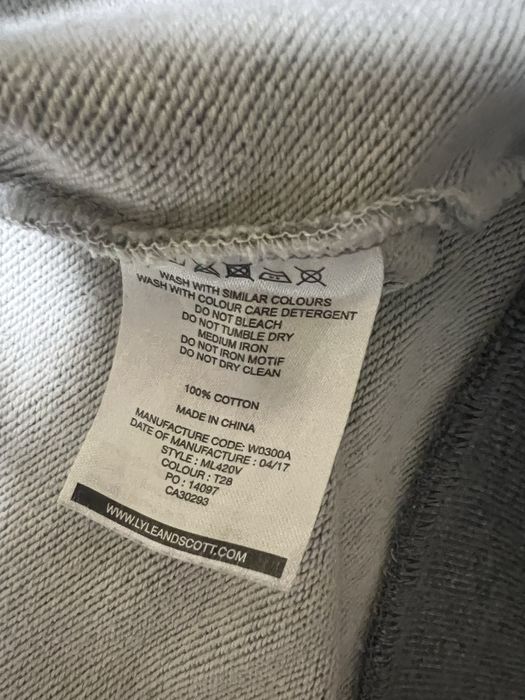 WASH WITH SIMILAR COLOURS
WASH WITH COLOUR CARE DETERGENT
DO NOT BLEACH
DO NOT TUMBLE DRY
MEDIUM IRON
DO NOT IRON MOTIF
DO NOT DRY CLEAN
100% COTTON
MADE IN CHINA
MANUFACTURE CODE: W0300A
DATE OF MANUFACTURE : 04/17
STYLE : ML420V
COLOUR : T28
PO : 14097
CA30293
WWW.LYLEANDSCOTT.COM